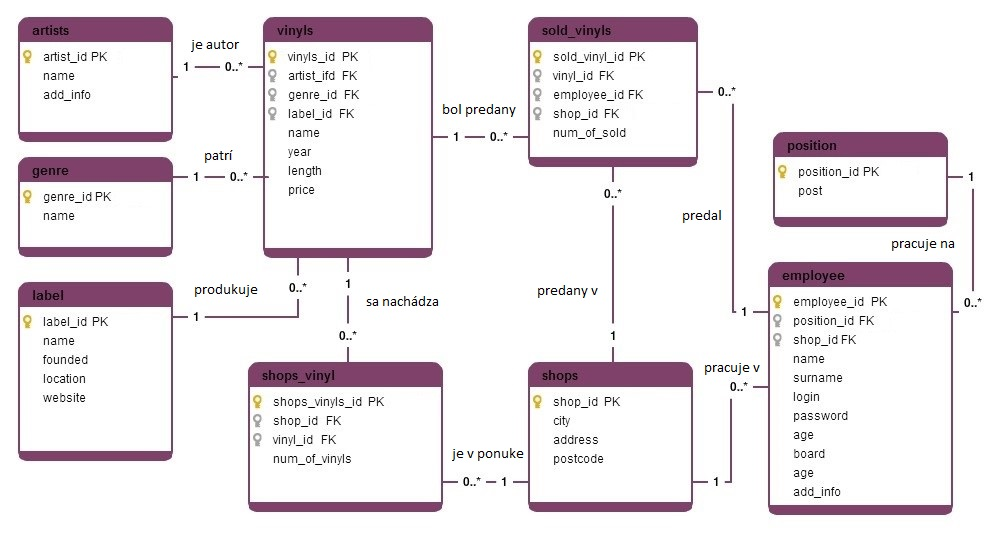 artists
artist_id PK
name
add_info
je autor
1
0..*
vinyls
vinyls_id PK
artist_ifd FK
genre_id FK
label_id FK
name
year
length
price
bol predany
1
0..*
sold_vinyls
sold_vinyl_id PK
vinyl_id FK
employee_id FK
shop_id FK
num_of_sold
0..*
predal
1
genre
genre_id PK
name
patrí
1
0..*
position
position_id PK
post
1
pracuje na
0..*
label
label_id PK
name
founded
location
website
produkuje
1
0..*
1
sa nachádza
0..*
0..*
predany v
1
employee
employee_id PK
position_id FK
shop_id FK
name
surname
login
password
age
board
age
add_info
shops_vinyl
shops_vinyls_id PK
shop_id FK
vinyl_id FK
num_of_vinyls
je v ponuke
0..*
1
shops
shop_id PK
city
address
postcode
pracuje v
0..*
1